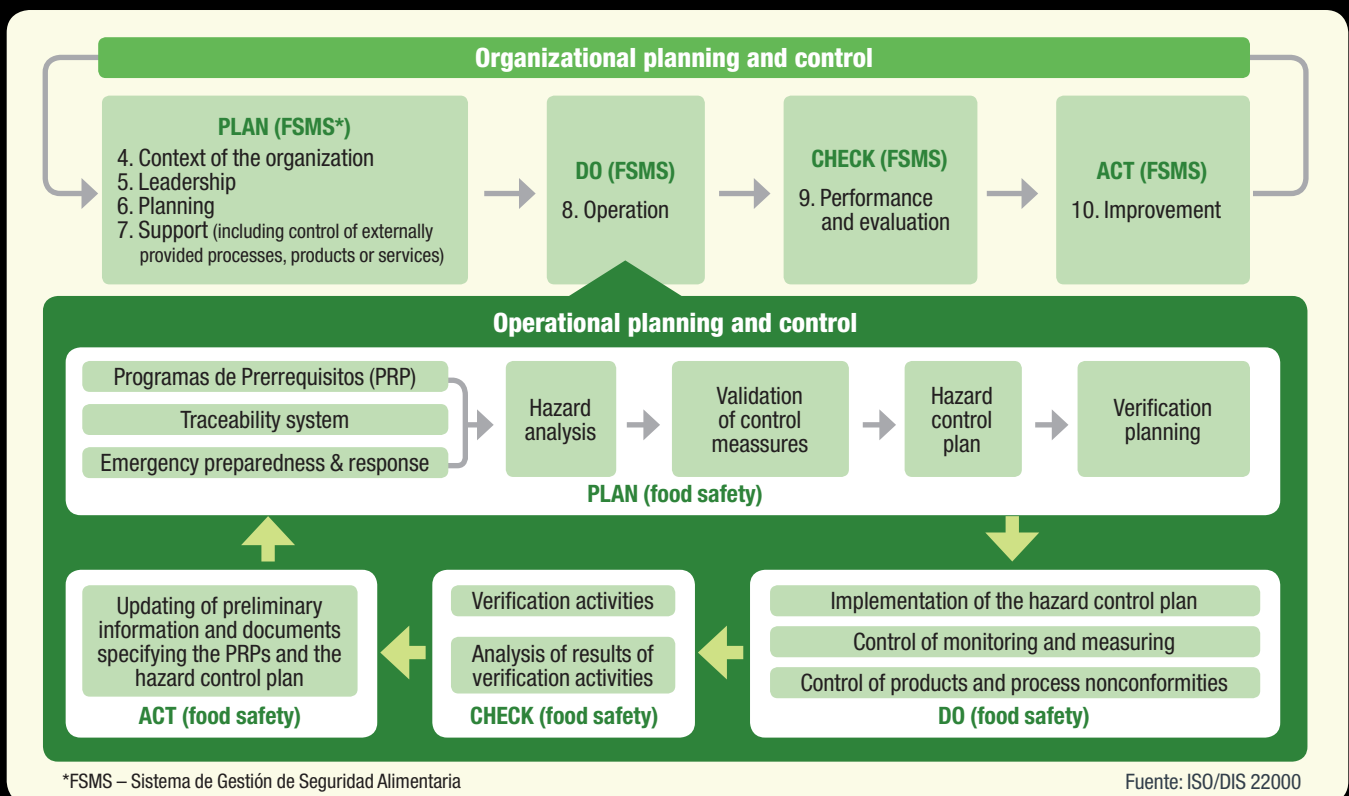 Organizational planning and control
PLAN (FSMS*)
4. Context of the organization
5. Leadership
6. Planning
7. Support (including control of externally
provided processes, products or services)
DO (FSMS)
8. Operation
CHECK (FSMS)
9. Performance
and evaluation
ACT (FSMS)
10. Improvement
Operational planning and control
Programas de Prerrequisitos (PRP)
Traceability system
Emergency preparedness & response
Hazard
analysis
Validation
of control
meassures
Hazard
control
plan
Verification
planning
PLAN (food safety)
Updating of preliminary
information and documents
specifying the PRPs and the
hazard control plan
ACT (food safety)
Verification activities
Analysis of results of
verification activities
CHECK (food safety)
Implementation of the hazard control plan
Control of monitoring and measuring
Control of products and process nonconformities
DO (food safety)
*FSMS – Sistema de Gestión de Seguridad Alimentaria
Fuente: ISO/DIS 22000